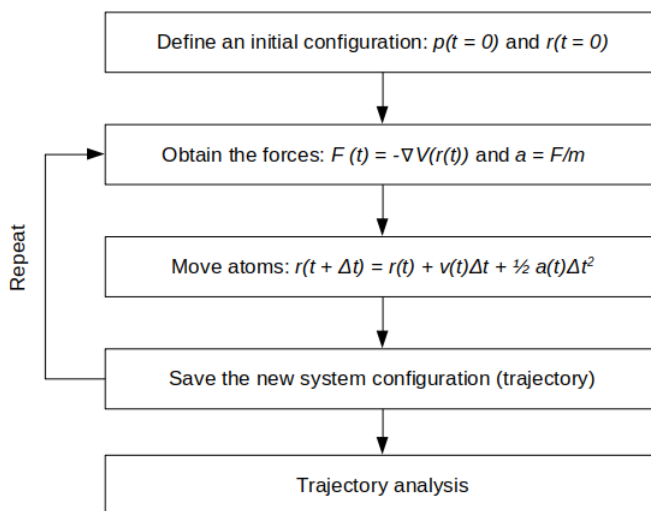 Define an initial configuration: p(t = 0) and r(t = 0)
Obtain the forces: F (t) = -∇V(r(t)) and a = F/m
Repeat
Move atoms: r(t + Δt) = r(t) + v(t)Δt + ½ a(t)Δt²
Save the new system configuration (trajectory)
Trajectory analysis